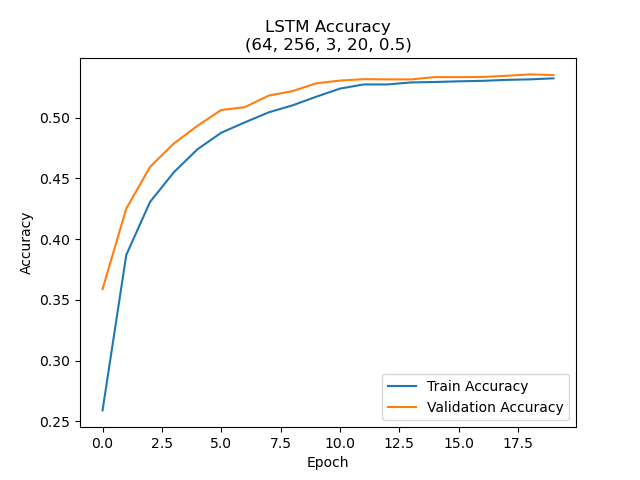 LSTM Accuracy
(64, 256, 3, 20, 0.5)
Accuracy
0.50
0.45
0.40
0.35
0.30
0.25
Train Accuracy
Validation Accuracy
0.0 2.5 5.0 7.5 10.0 12.5 15.0 17.5
Epoch